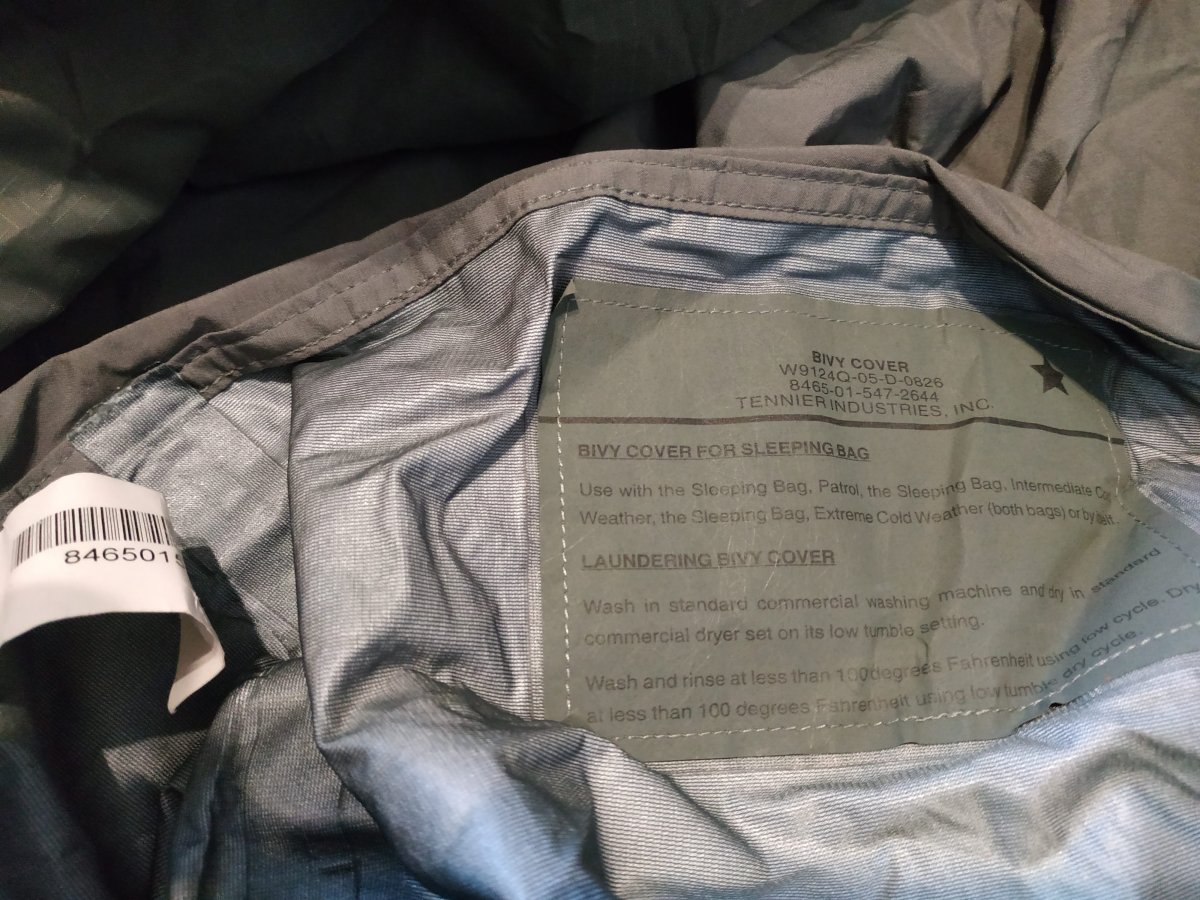 BIVY COVER
W9124Q-05-D-0826
8465-01-547-2644
TENNIER INDUSTRIES, INC.
BIVY COVER FOR SLEEPING BAG
Use with the Sleeping Bag, Patrol, the Sleeping Bag, Intermediate
Weather, the Sleeping Bag, Extreme Cold Weather (both bags) or by
LAUNDERING BIVY COVER
Wash in standard commercial washing machine and dry in standard
commercial dryer set on its low tumble setting.
Wash and rinse at less than 100degrees Fahrenheit using low cycle. Dry
at less than 100 degrees Fahrenheit using low tumble dry cycle.
846501